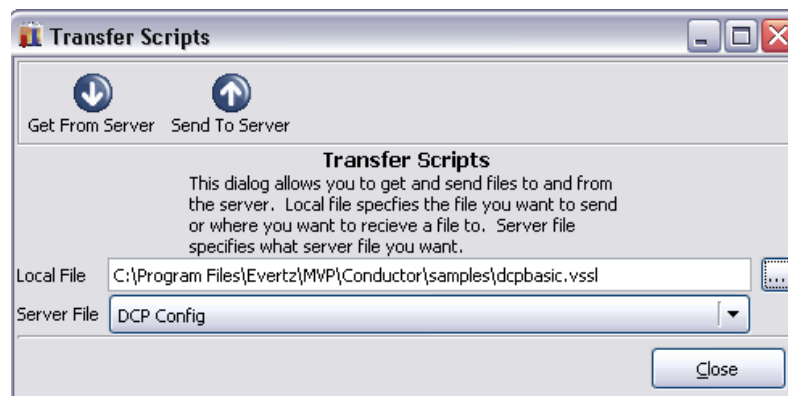 Transfer Scripts
Get From Server Send To Server
Transfer Scripts
This dialog allows you to get and send files to and from
the server. Local file specfies the file you want to send
or where you want to recieve a file to. Server file
specifies what server file you want.
Local File C:\Program Files\Evertz\MVP\Conductor\samples\dcpbasic.vssl ...
Server File DCP Config
Close